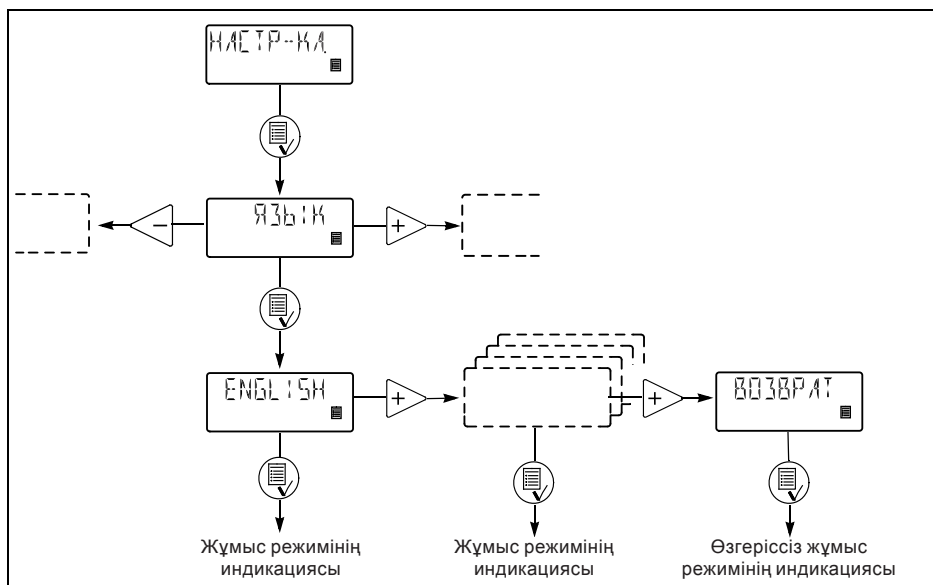 НАСТР-КА
ЯЗЫК
ENGLISH
ВОЗВРАТ
Жұмыс режимінің
индикациясы
Жұмыс режимінің
индикациясы
Өзгеріссіз жұмыс
режимінің индикациясы